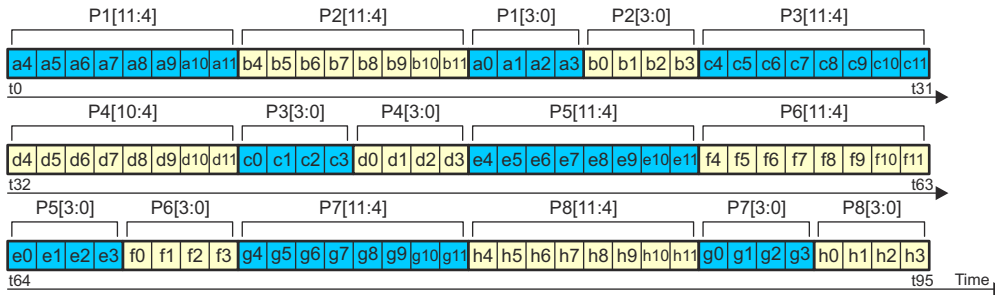 P1[11:4] P2[11:4] P1[3:0] P2[3:0] P3[11:4]
a4 a5 a6 a7 a8 a9 a10 a11 b4 b5 b6 b7 b8 b9 b10 b11 a0 a1 a2 a3 b0 b1 b2 b3 c4 c5 c6 c7 c8 c9 c10 c11
t0 t31
P4[10:4] P3[3:0] P4[3:0] P5[11:4] P6[11:4]
d4 d5 d6 d7 d8 d9 d10 d11 c0 c1 c2 c3 d0 d1 d2 d3 e4 e5 e6 e7 e8 e9 e10 e11 f4 f5 f6 f7 f8 f9 f10 f11
t32 t63
P5[3:0] P6[3:0] P7[11:4] P8[11:4] P7[3:0] P8[3:0]
e0 e1 e2 e3 f0 f1 f2 f3 g4 g5 g6 g7 g8 g9 g10 g11 h4 h5 h6 h7 h8 h9 h10 h11 g0 g1 g2 g3 h0 h1 h2 h3
t64 t95 Time